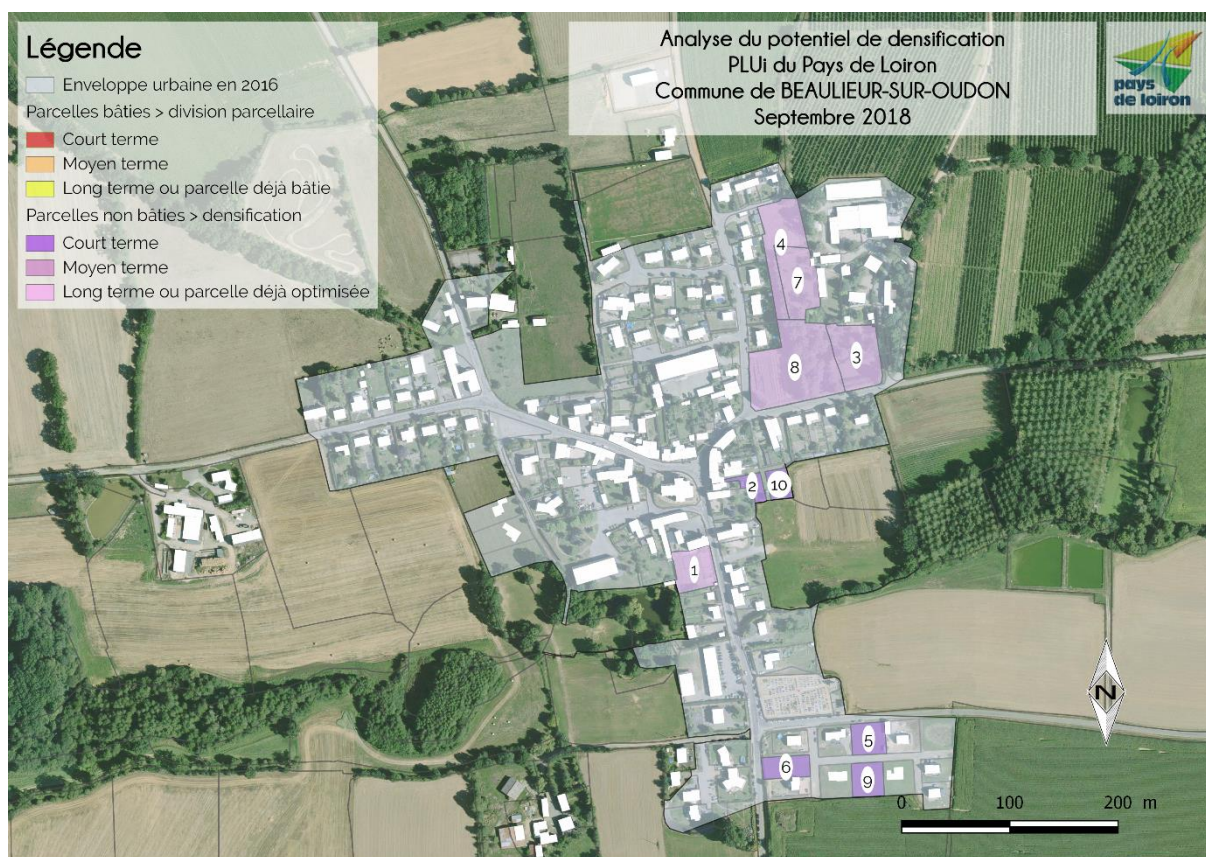 Légende
Enveloppe urbaine en 2016
Parcelles bâties > division parcellaire
Court terme
Moyen terme
Long terme ou parcelle déjà bâtie
Parcelles non bâties > densification
Court terme
Moyen terme
Long terme ou parcelle déjà optimisée
Analyse du potentiel de densification
PLUi du Pays de Loiron
Commune de BEAULIEUR-SUR-OUDON
Septembre 2018
pays
de loiron
4
7
8
3
2
10
1
5
6
9
N
0 100 200 m